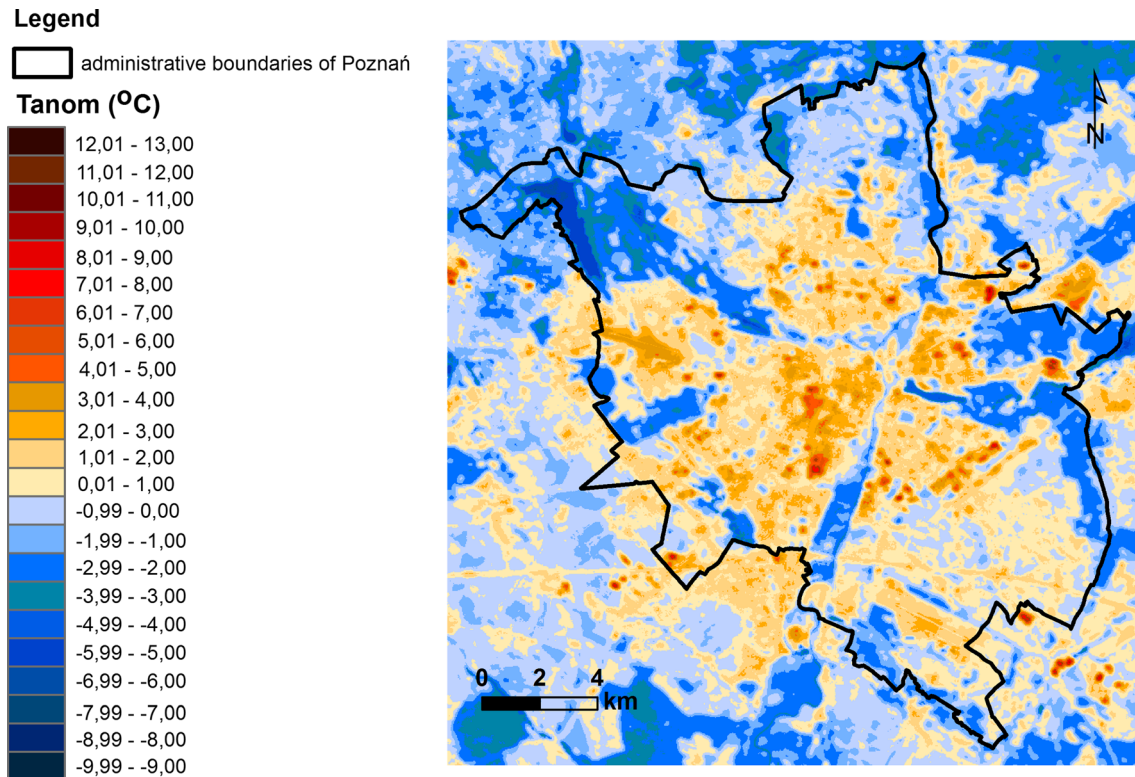 Legend
administrative boundaries of Poznań
Tanom (ºC)
12,01 - 13,00
11,01 - 12,00
10,01 - 11,00
9,01 - 10,00
8,01 - 9,00
7,01 - 8,00
6,01 - 7,00
5,01 - 6,00
4,01 - 5,00
3,01 - 4,00
2,01 - 3,00
1,01 - 2,00
0,01 - 1,00
-0,99 - 0,00
-1,99 - -1,00
-2,99 - -2,00
-3,99 - -3,00
-4,99 - -4,00
-5,99 - -5,00
-6,99 - -6,00
-7,99 - -7,00
-8,99 - -8,00
-9,99 - -9,00
N
0 2 4
km